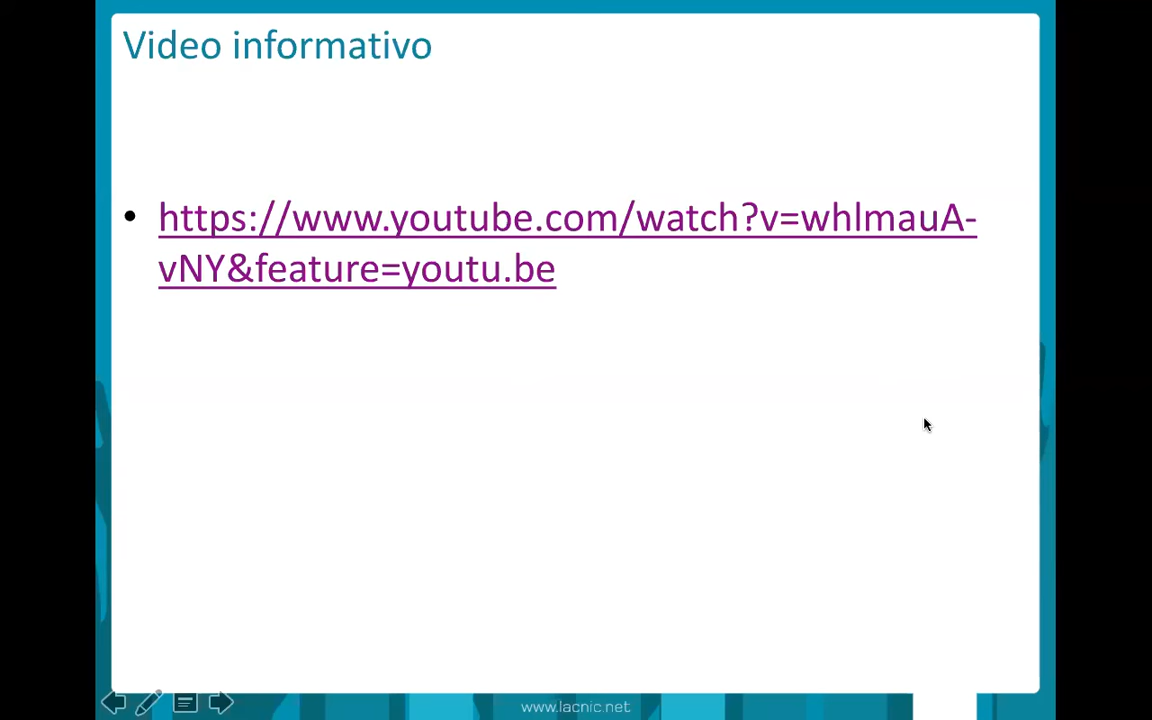 Video informativo
• https://www.youtube.com/watch?v=whlmauA-
vNY&feature=youtu.be
www.lacnic.net